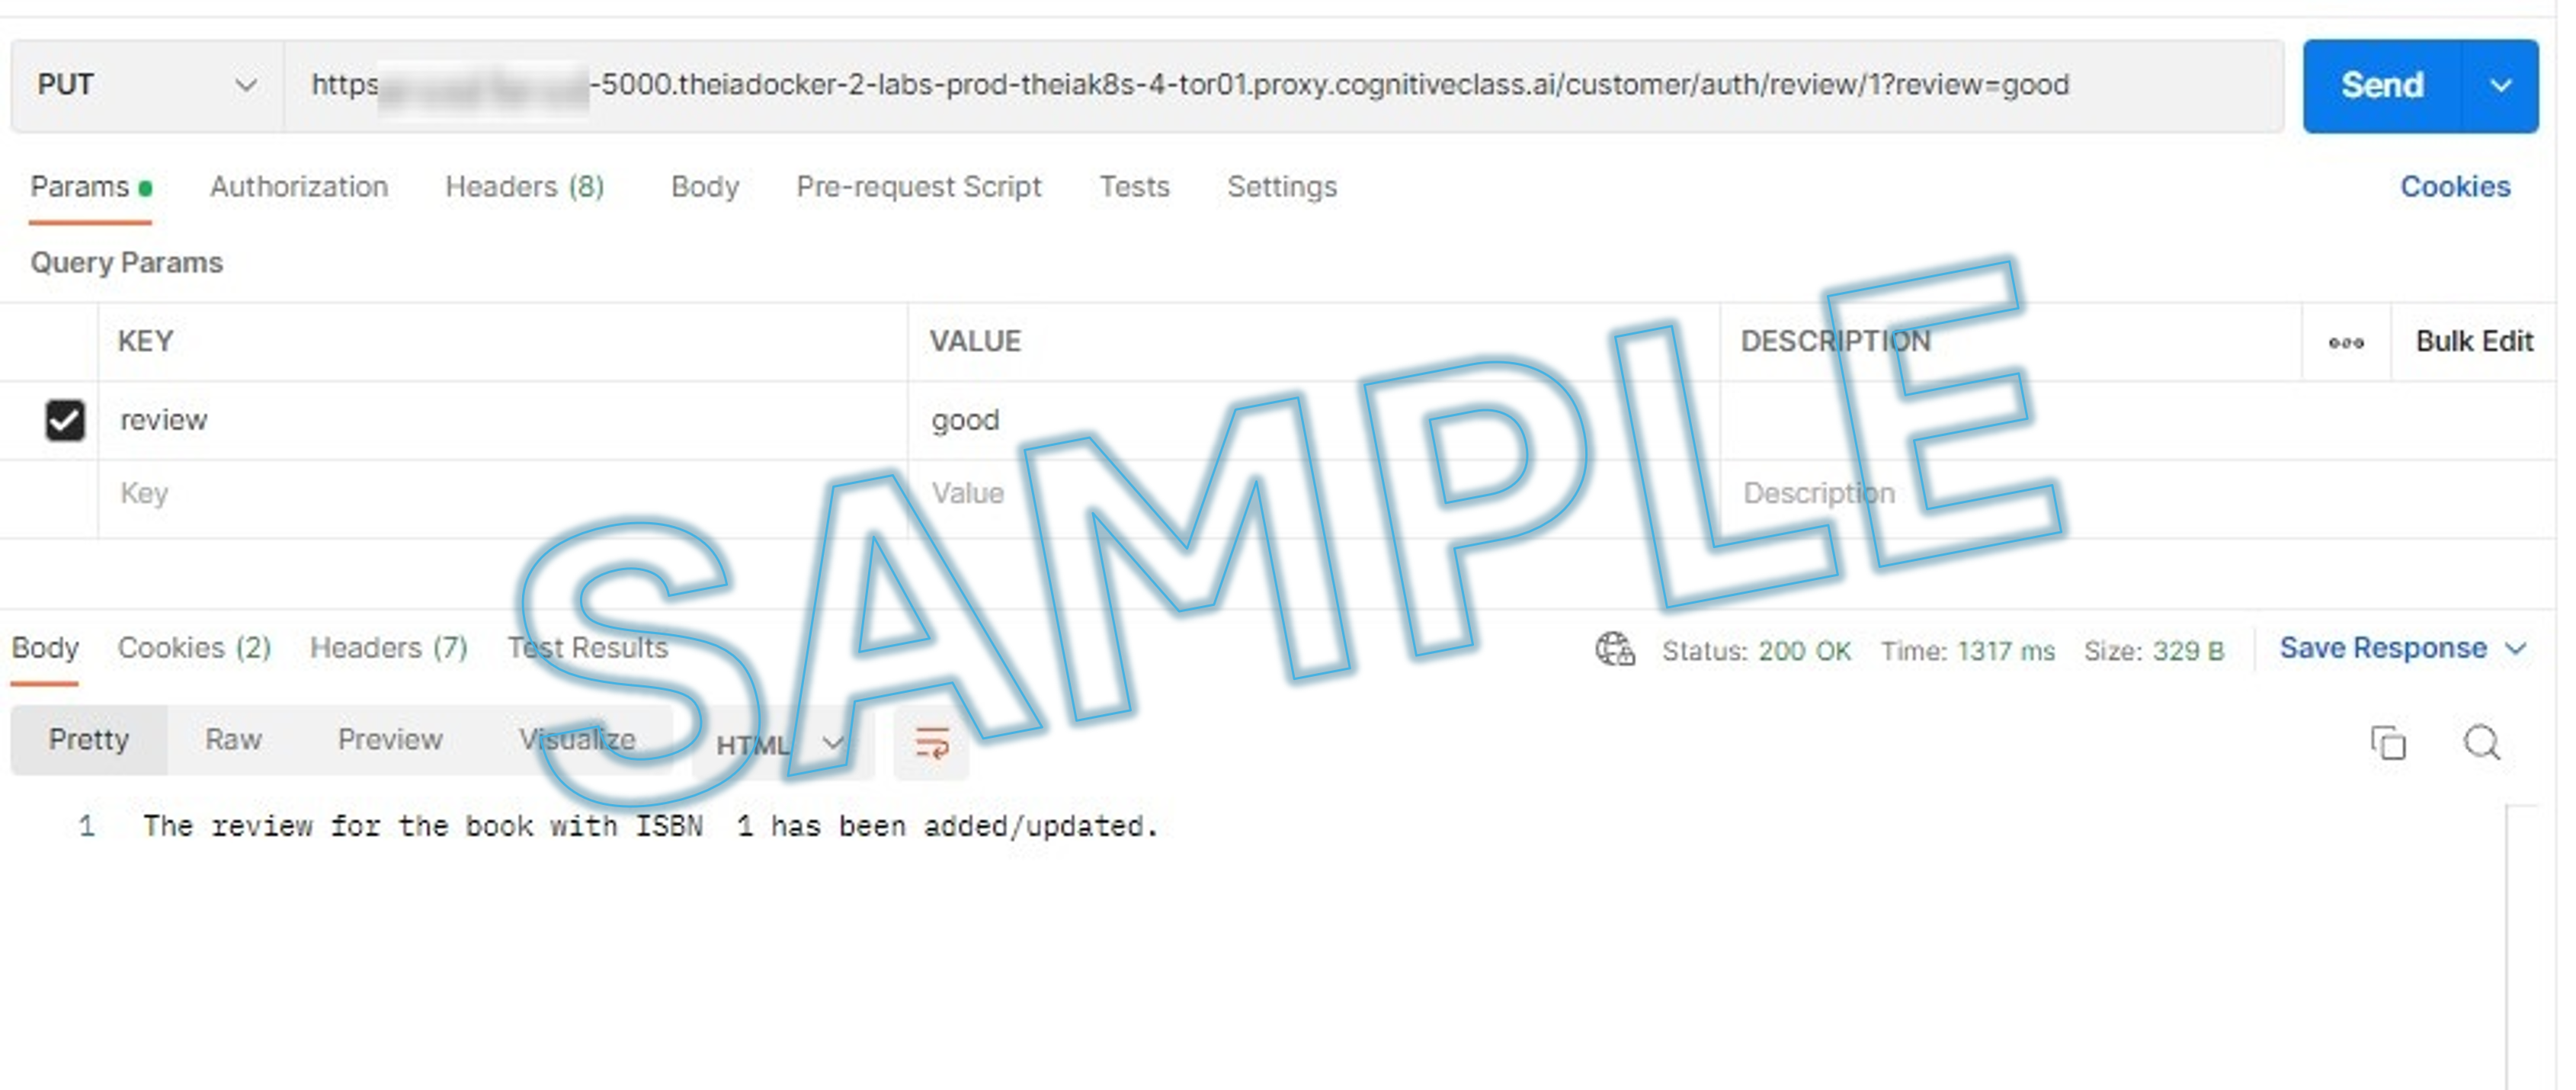 PUT https -5000.theiadocker-2-labs-prod-theiak8s-4-tor01.proxy.cognitiveclass.ai/customer/auth/review/1?review=good Send
Params Authorization Headers (8) Body Pre-request Script Tests Settings Cookies
Query Params
KEY VALUE DESCRIPTION ooo Bulk Edit
review good
Key Value Description
SAMPLE
Body Cookies (2) Headers (7) Test Results Status: 200 OK Time: 1317 ms Size: 329 B Save Response
Pretty Raw Preview Visualize HTML
1 The review for the book with ISBN  1 has been added/updated.